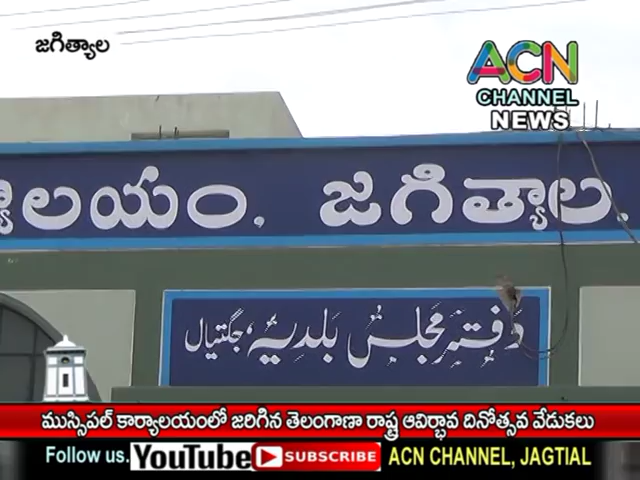 జగిత్యాల
ACN
CHANNEL
NEWS
్యాలయం. జగిత్యాల.
دفتر مجلس بلدیہ، جگتیال
ముస్సిపల్ కార్యాలయంలో జరిగిన తెలంగాణా రాష్ట్ర ఆవిర్భావ దినోత్సవ వేడుకలు
Follow us. YouTube SUBSCRIBE ACN CHANNEL, JAGTIAL